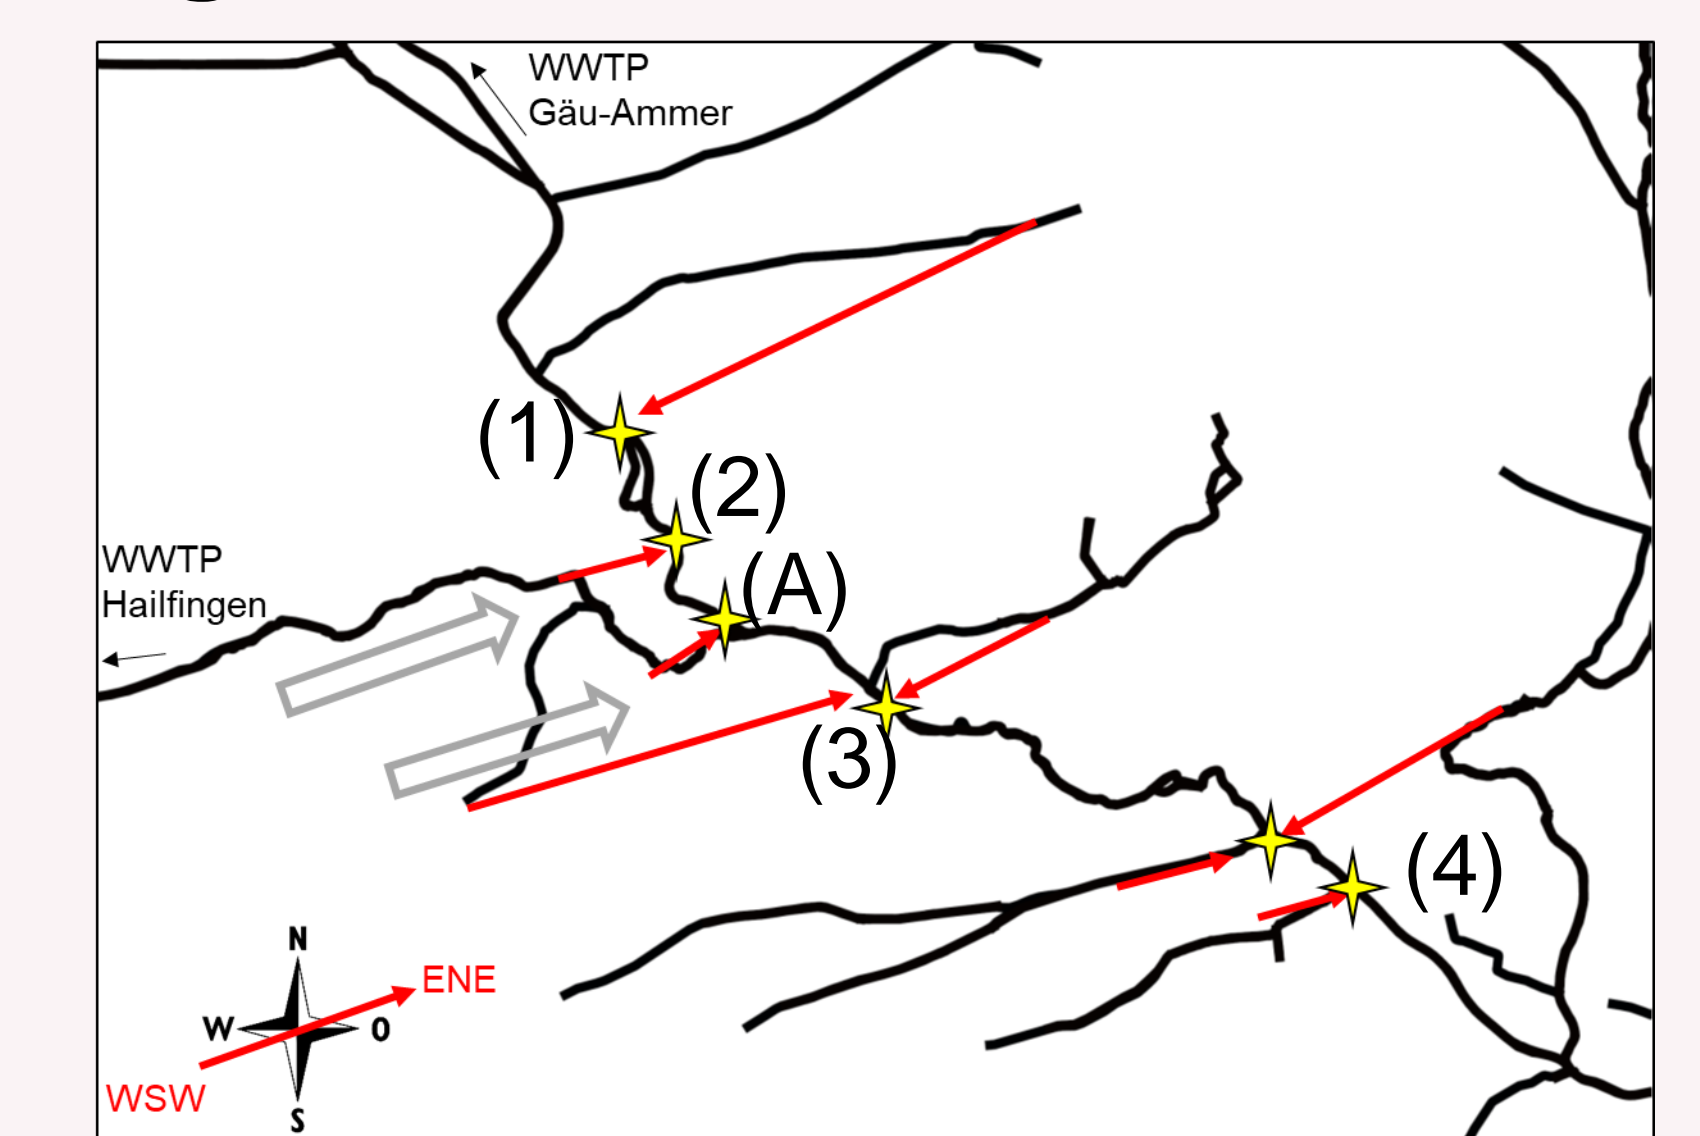 WWTP
Gäu-Ammer
(1)
(2)
WWTP
Hailfingen
(A)
(3)
(4)
N
ENE
W
O
WSW
S